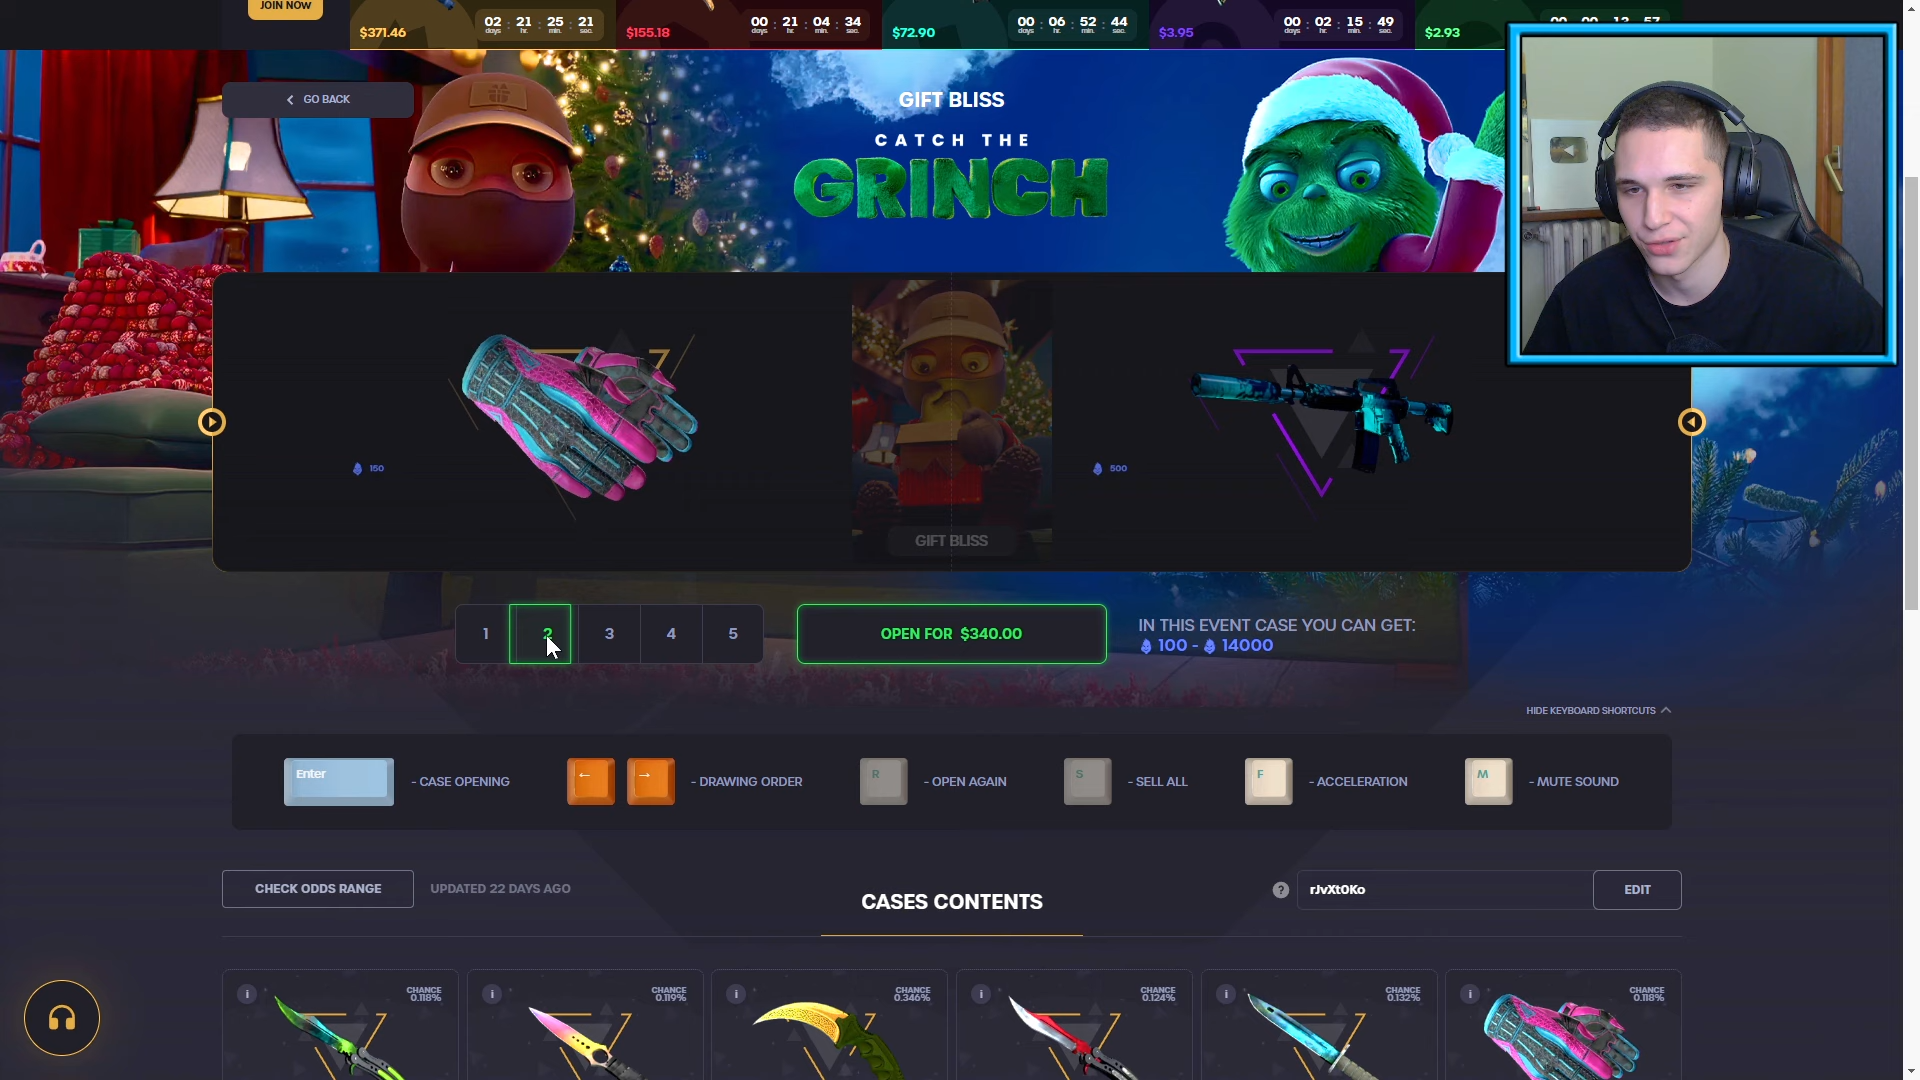 JOIN NOW
$371.46
02 : 21 : 25 : 21
days hr. min. sec.
$155.18
00 : 21 : 04 : 34
days hr. min. sec.
$72.90
00 : 06 : 52 : 44
days hr. min. sec.
$3.95
00 : 02 : 15 : 49
days hr. min. sec.
$2.93
GO BACK
GIFT BLISS
CATCH THE
GRINCH
150
500
GIFT BLISS
1 2 3 4 5
OPEN FOR $340.00
IN THIS EVENT CASE YOU CAN GET:
100 - 14000
HIDE KEYBOARD SHORTCUTS
Enter - CASE OPENING
← → - DRAWING ORDER
R - OPEN AGAIN
S - SELL ALL
F - ACCELERATION
M - MUTE SOUND
CHECK ODDS RANGE
UPDATED 22 DAYS AGO
CASES CONTENTS
? rJvXt0Ko
EDIT
i CHANCE
0.118%
i CHANCE
0.119%
i CHANCE
0.346%
i CHANCE
0.124%
i CHANCE
0.132%
i CHANCE
0.118%